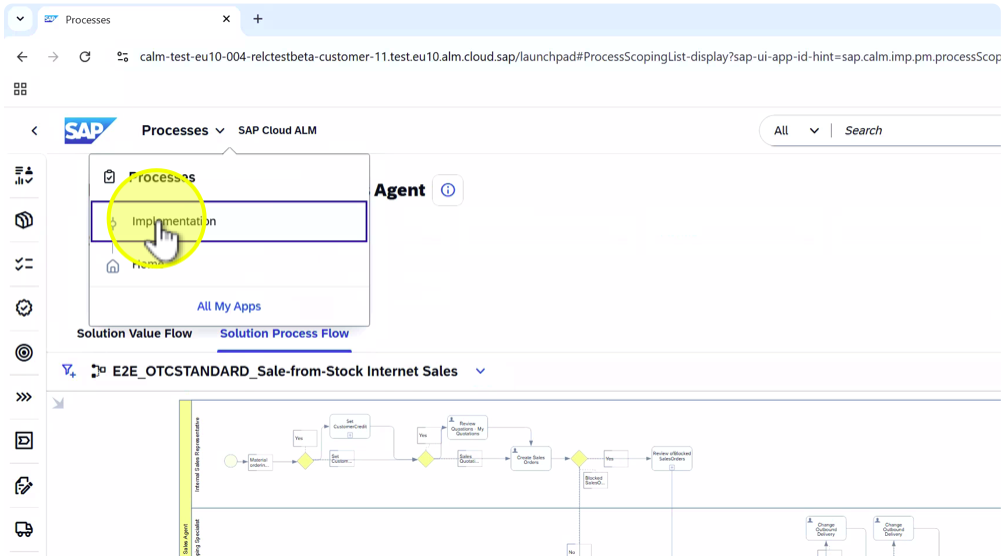 Processes
calm-test-eu10-004-relctestbeta-customer-11.test.eu10.alm.cloud.sap/launchpad#ProcessScopingList-display?sap-ui-app-id-hint=sap.calm.imp.pm.processScop
SAP Processes SAP Cloud ALM All Search
Processes
Agent
Implementation
Home
All My Apps
Solution Value Flow Solution Process Flow
E2E_OTCSTANDARD_Sale-from-Stock Internet Sales
Internal Sales Representative
Material
orderin...
Yes
Set
CustomerCredit
Set
Custom...
Yes
Review
Quotations - My
Quotations
Sales
Quotati...
Create Sales
Orders
Yes
Blocked
SalesO...
Review ofBlocked
SalesOrders
Sales Agent
ping Specialist
No
Change
Outbound
Delivery
Change
Outbound
Delivery